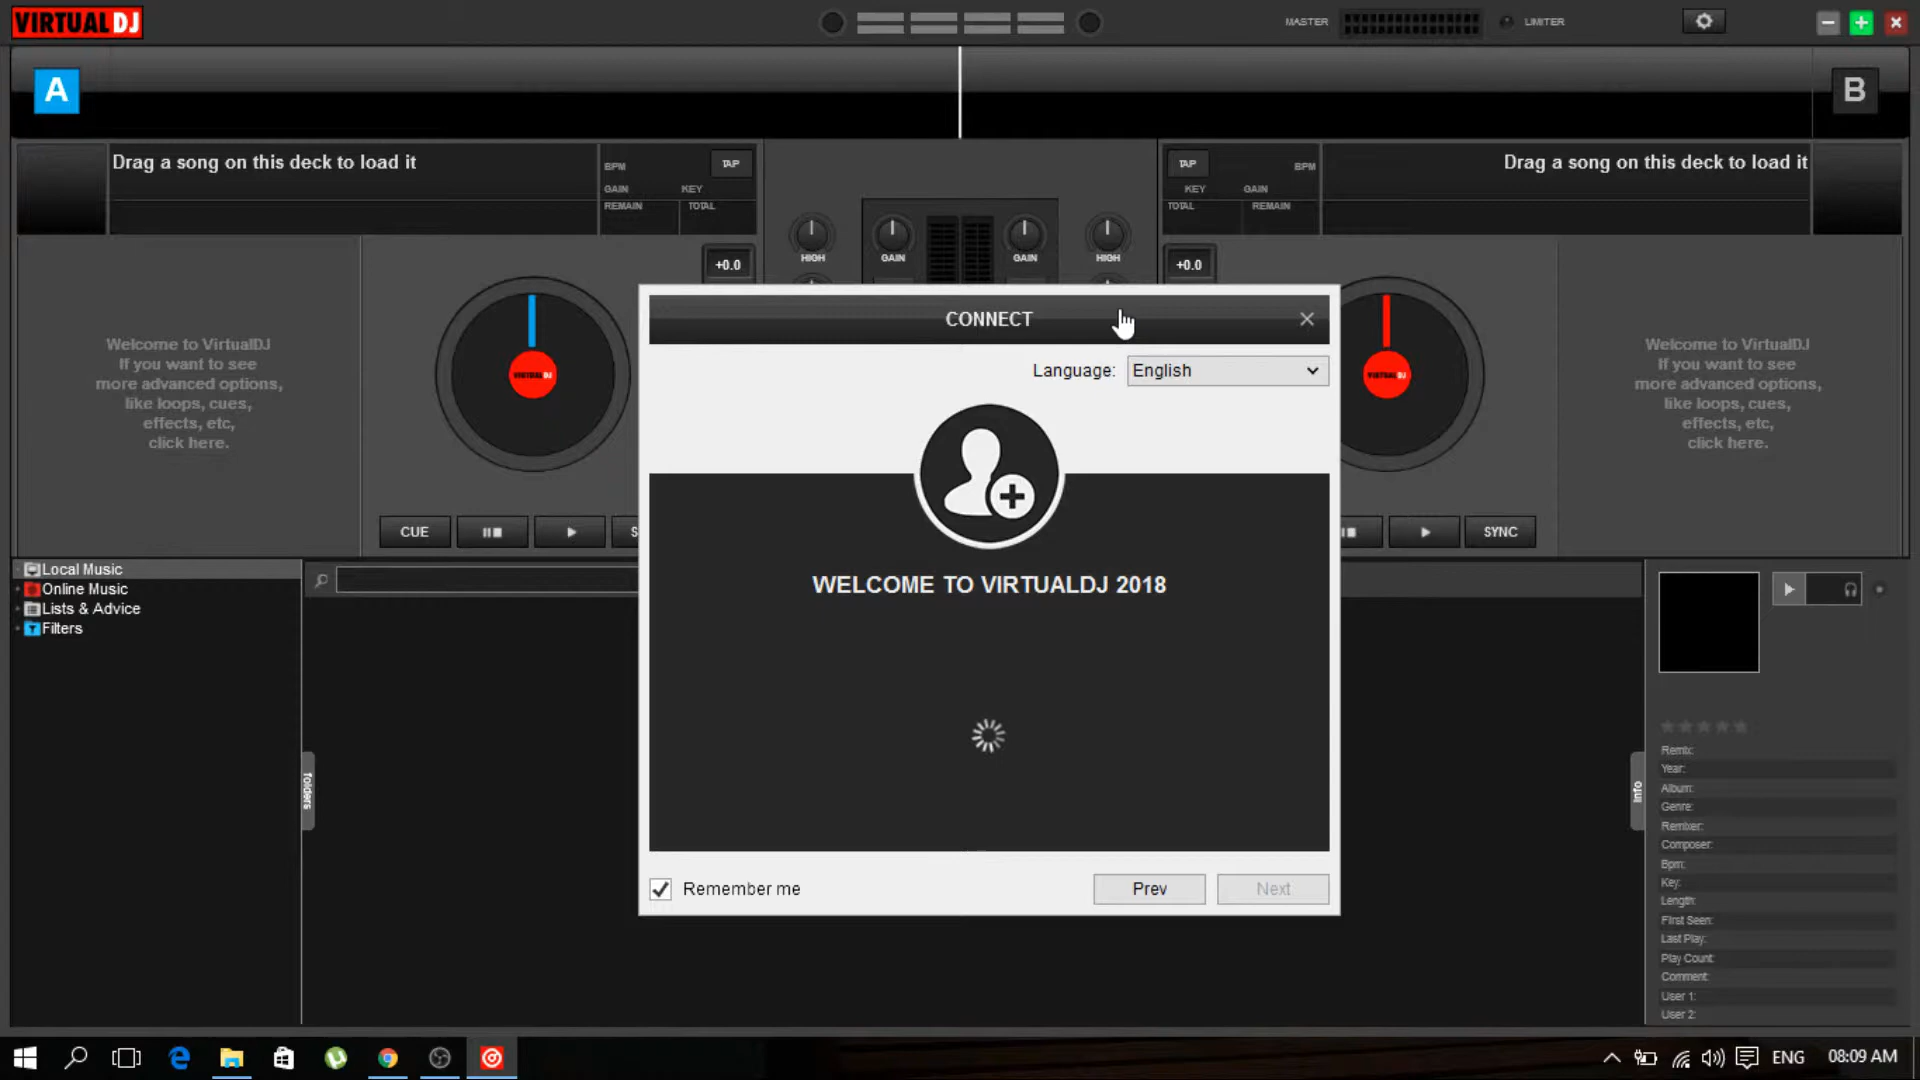 VIRTUAL DJ
MASTER
LIMITER
A
B
Drag a song on this deck to load it
BPM
TAP
GAIN
KEY
REMAIN
TOTAL
TAP
BPM
KEY
GAIN
TOTAL
REMAIN
Drag a song on this deck to load it
+0.0
HIGH
GAIN
GAIN
HIGH
+0.0
Welcome to VirtualDJ
If you want to see
more advanced options,
like loops, cues,
effects, etc,
click here.
VIRTUAL DJ
CONNECT
Language: English
WELCOME TO VIRTUALDJ 2018
Remember me
Prev
Next
VIRTUAL DJ
Welcome to VirtualDJ
If you want to see
more advanced options,
like loops, cues,
effects, etc,
click here.
CUE
S
SYNC
Local Music
Online Music
Lists & Advice
Filters
folders
info
Remix:
Year:
Album:
Genre:
Remixer:
Composer:
Bpm:
Key:
Length:
First Seen:
Last Play:
Play Count:
Comment:
User 1:
User 2:
ENG
08:09 AM